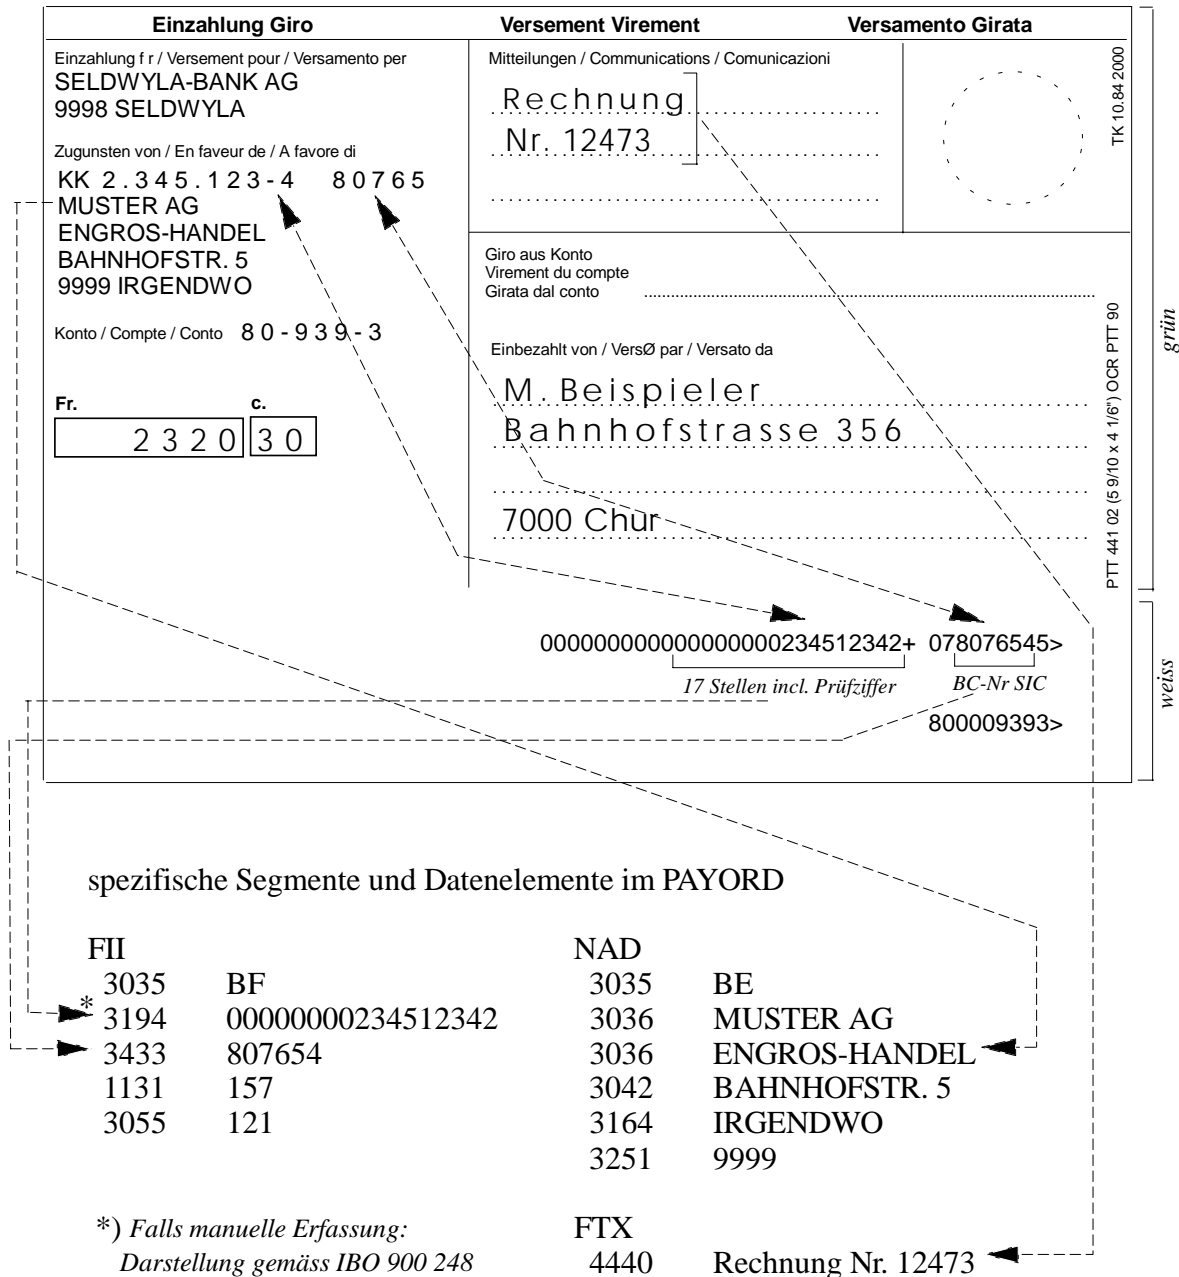 Einzahlung Giro
Versement Virement
Versamento Girata
Einzahlung f r / Versement pour / Versamento per
SELDWYLA-BANK AG
9998 SELDWYLA
Zugunsten von / En faveur de / A favore di
KK 2.345.123-4 80765
MUSTER AG
ENGROS-HANDEL
BAHNHOFSTR. 5
9999 IRGENDWO
Konto / Compte / Conto 80-939-3
Fr. c.
2320 30
Mitteilungen / Communications / Comunicazioni
Rechnung
Nr. 12473
Giro aus Konto
Virement du compte
Girata dal conto
Einbezahlt von / VersØ par / Versato da
M. Beispieler
Bahnhofstrasse 356
7000 Chur
TK 10.84 2000
PTT 441 02 (5 9/10 x 4 1/6") OCR PTT 90
grün
weiss
000000000000000000234512342+ 078076545>
17 Stellen incl. Prüfziffer BC-Nr SIC
800009393>
spezifische Segmente und Datenelemente im PAYORD
FII
3035 BF
* 3194 00000000234512342
3433 807654
1131 157
3055 121
NAD
3035 BE
3036 MUSTER AG
3036 ENGROS-HANDEL
3042 BAHNHOFSTR. 5
3164 IRGENDWO
3251 9999
*) Falls manuelle Erfassung:
Darstellung gemäss IBO 900 248
FTX
4440 Rechnung Nr. 12473